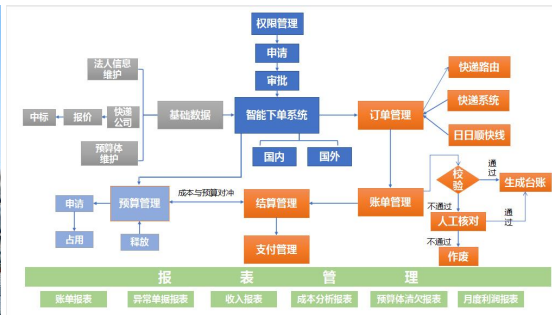 权限管理
申请
审批
法人信息
维护
中标
报价
快递
公司
预算体
维护
基础数据
智能下单系统
国内
国外
订单管理
快递路由
快递系统
日日顺快线
预算管理
成本与预算对冲
结算管理
账单管理
校
验
通
过
生成台账
不通过
人工核对
通
过
不通过
作废
申请
占用
释放
支付管理
报 表 管 理
账单报表
异常单据报表
收入报表
成本分析报表
预算体清欠报表
月度利润报表